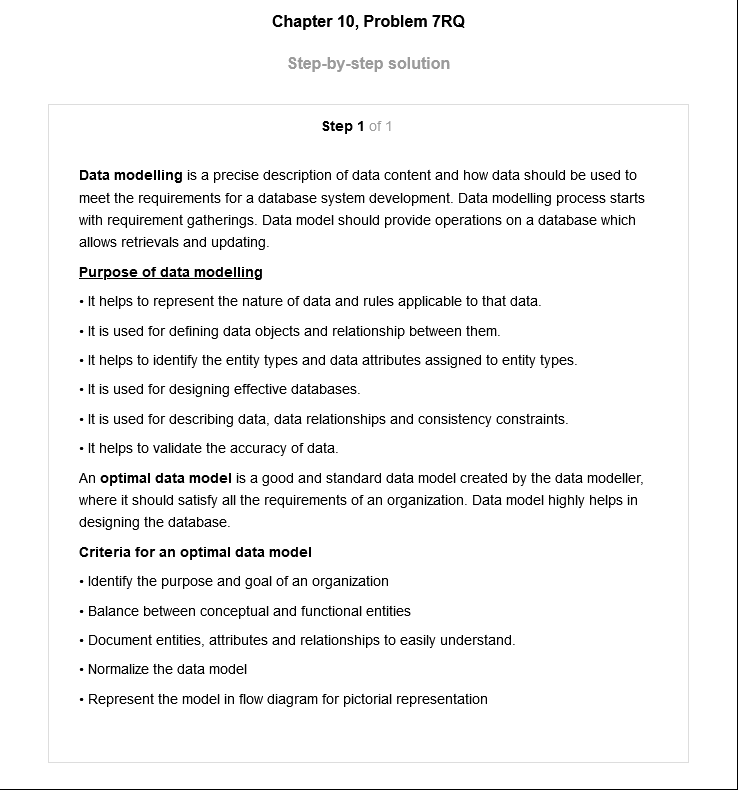 Chapter 10, Problem 7RQ
Step-by-step solution
Step 1 of 1
Data modelling is a precise description of data content and how data should be used to
meet the requirements for a database system development. Data modelling process starts
with requirement gatherings. Data model should provide operations on a database which
allows retrievals and updating.
Purpose of data modelling
• It helps to represent the nature of data and rules applicable to that data.
• It is used for defining data objects and relationship between them.
• It helps to identify the entity types and data attributes assigned to entity types.
• It is used for designing effective databases.
• It is used for describing data, data relationships and consistency constraints.
• It helps to validate the accuracy of data.
An optimal data model is a good and standard data model created by the data modeller,
where it should satisfy all the requirements of an organization. Data model highly helps in
designing the database.
Criteria for an optimal data model
• Identify the purpose and goal of an organization
• Balance between conceptual and functional entities
• Document entities, attributes and relationships to easily understand.
• Normalize the data model
• Represent the model in flow diagram for pictorial representation